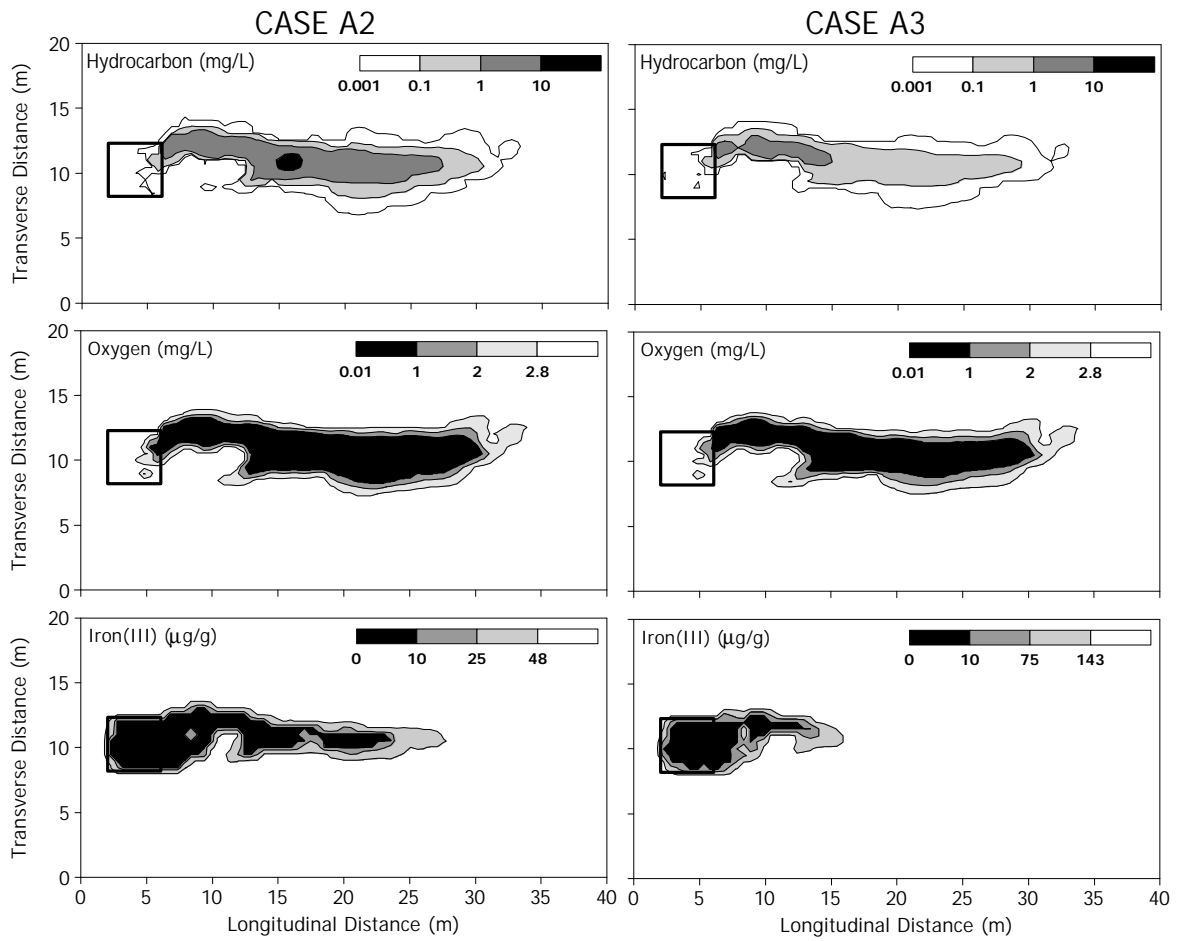 CASE A2
CASE A3
20
15
10
5
0
Transverse Distance (m)
Hydrocarbon (mg/L)
0.001 0.1 1 10
Hydrocarbon (mg/L)
0.001 0.1 1 10
20
15
10
5
0
Transverse Distance (m)
Oxygen (mg/L)
0.01 1 2 2.8
Oxygen (mg/L)
0.01 1 2 2.8
20
15
10
5
0
Transverse Distance (m)
Iron(III) (μg/g)
0 10 25 48
Iron(III) (μg/g)
0 10 75 143
0 5 10 15 20 25 30 35 40
Longitudinal Distance (m)
0 5 10 15 20 25 30 35 40
Longitudinal Distance (m)